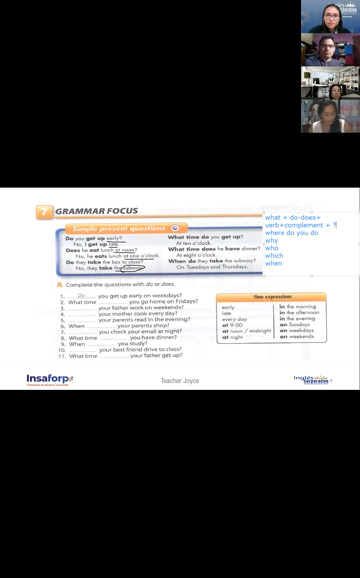 7 GRAMMAR FOCUS
Simple present questions
Do you get up early?
No, I get up late.
Does he eat lunch at noon?
No, he eats lunch at one o'clock.
Do they take the bus to class?
No, they take the subway.
What time do you get up?
At ten o'clock.
What time does he have dinner?
At eight o'clock.
When do they take the subway?
On Tuesdays and Thursdays.
what + do-does+
verb+complement + ?
where do you do
why
who
which
when
A Complete the questions with do or does.
1. Do you get up early on weekdays?
2. What time you go home on Fridays?
3. your father work on weekends?
4. your mother cook every day?
5. your parents read in the evening?
6. When your parents shop?
7. you check your email at night?
8. What time you have dinner?
9. When you study?
10. your best friend drive to class?
11. What time your father get up?
time expressions
early in the morning
late in the afternoon
every day in the evening
at 9:00 on Sundays
at noon / midnight on weekdays
at night on weekends
Insaforp
Teacher Joyce
Inglés
Corporativo